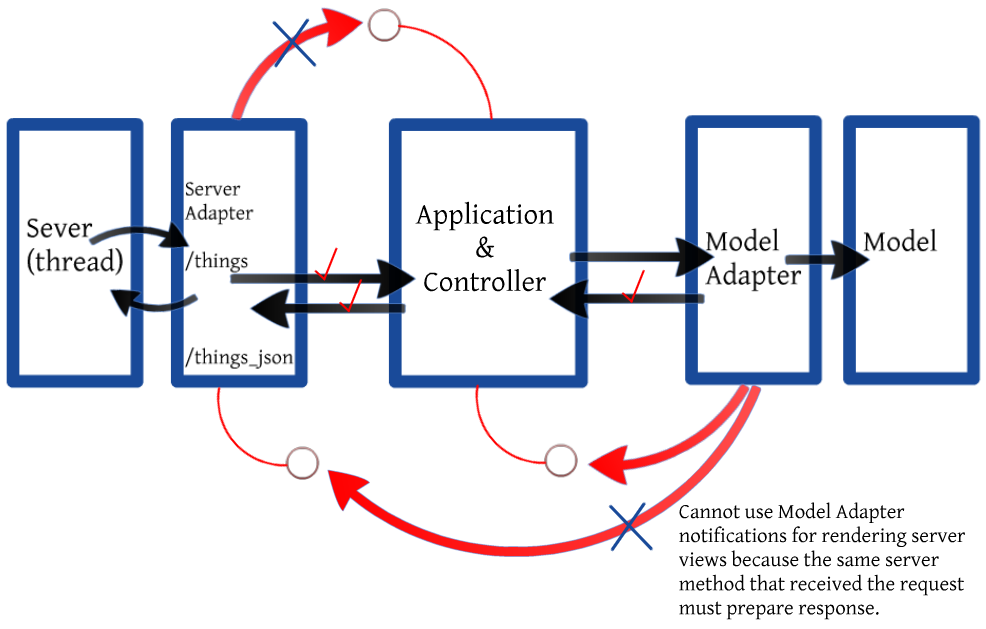 Sever
(thread)
Server
Adapter
/things
/things_json
Application
&
Controller
Model
Adapter
Model
Cannot use Model Adapter
notifications for rendering server
views because the same server
method that received the request
must prepare response.